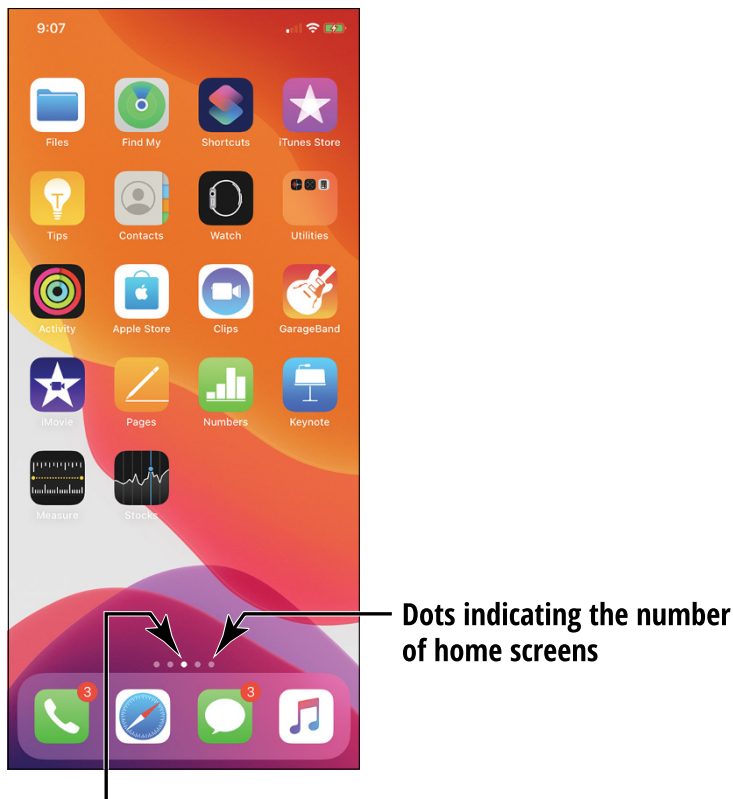 9:07
Files Find My Shortcuts iTunes Store
Tips Contacts Watch Utilities
Activity Apple Store Clips GarageBand
iMovie Pages Numbers Keynote
Measure Stocks
Dots indicating the number
of home screens
3 3